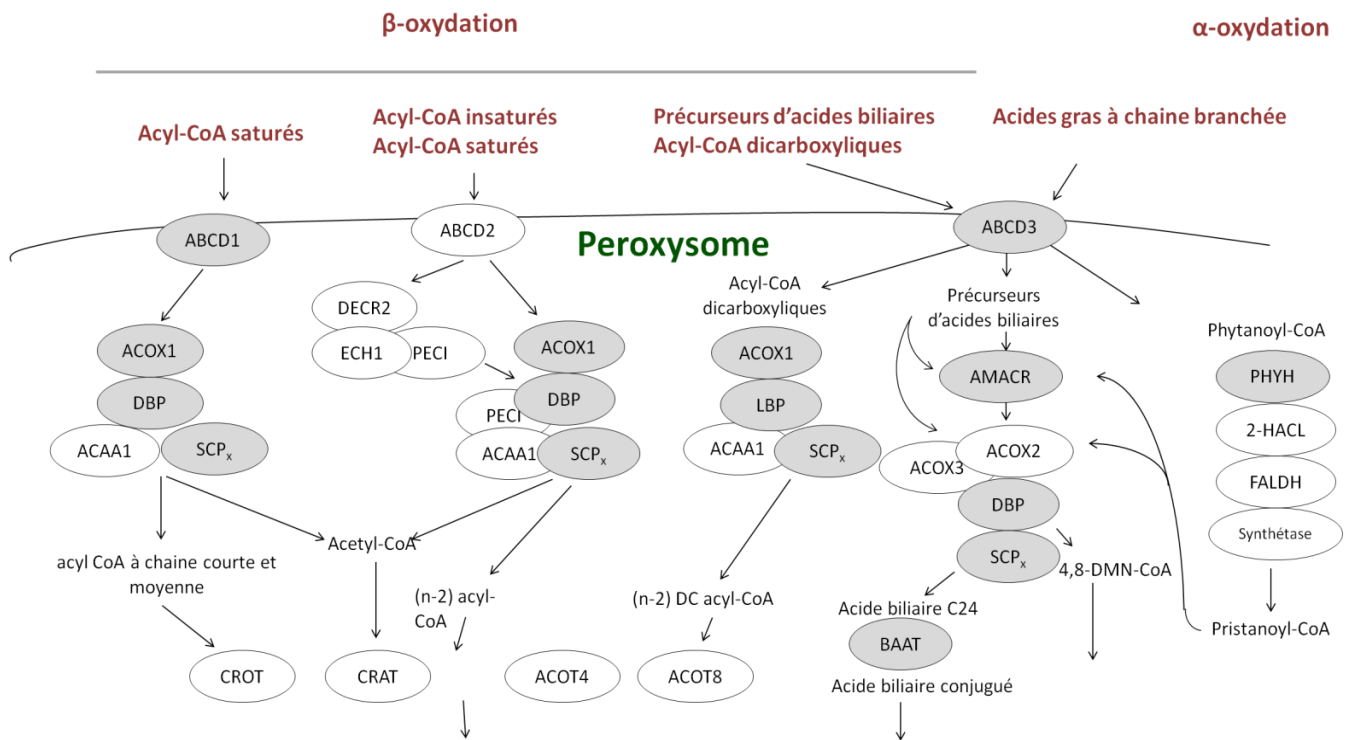 β-oxydation
α-oxydation
Acyl-CoA saturés
Acyl-CoA insaturés
Acyl-CoA saturés
Précurseurs d'acides biliaires
Acyl-CoA dicarboxyliques
Acides gras à chaine branchée
ABCD1
ABCD2
Peroxysome
ABCD3
DECR2
ECH1
PECI
Acyl-CoA
dicarboxyliques
Précurseurs
d'acides biliaires
Phytanoyl-CoA
ACOX1
DBP
ACAA1
SCPx
ACOX1
DBP
PECI
ACAA1
SCPx
ACOX1
LBP
ACAA1
SCPx
AMACR
ACOX2
ACOX3
DBP
SCPx
PHYH
2-HACL
FALDH
Synthétase
acyl CoA à chaine courte et
moyenne
Acetyl-CoA
(n-2) acyl-
CoA
(n-2) DC acyl-CoA
4,8-DMN-CoA
Acide biliaire C24
Pristanoyl-CoA
CROT
CRAT
ACOT4
ACOT8
BAAT
Acide biliaire conjugué